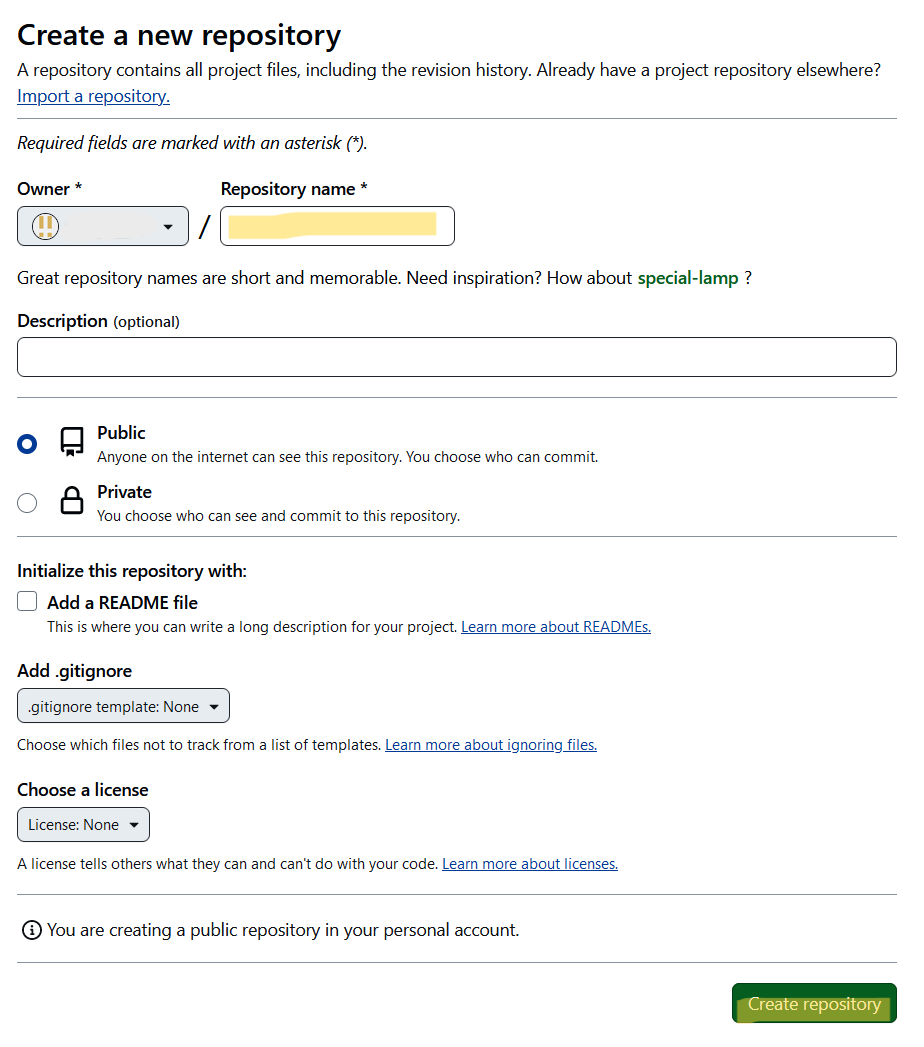 Create a new repository
A repository contains all project files, including the revision history. Already have a project repository elsewhere?
Import a repository.
Required fields are marked with an asterisk (*).
Owner * Repository name *
/
Great repository names are short and memorable. Need inspiration? How about special-lamp ?
Description (optional)
Public
Anyone on the internet can see this repository. You choose who can commit.
Private
You choose who can see and commit to this repository.
Initialize this repository with:
Add a README file
This is where you can write a long description for your project. Learn more about READMEs.
Add .gitignore
.gitignore template: None
Choose which files not to track from a list of templates. Learn more about ignoring files.
Choose a license
License: None
A license tells others what they can and can't do with your code. Learn more about licenses.
You are creating a public repository in your personal account.
Create repository